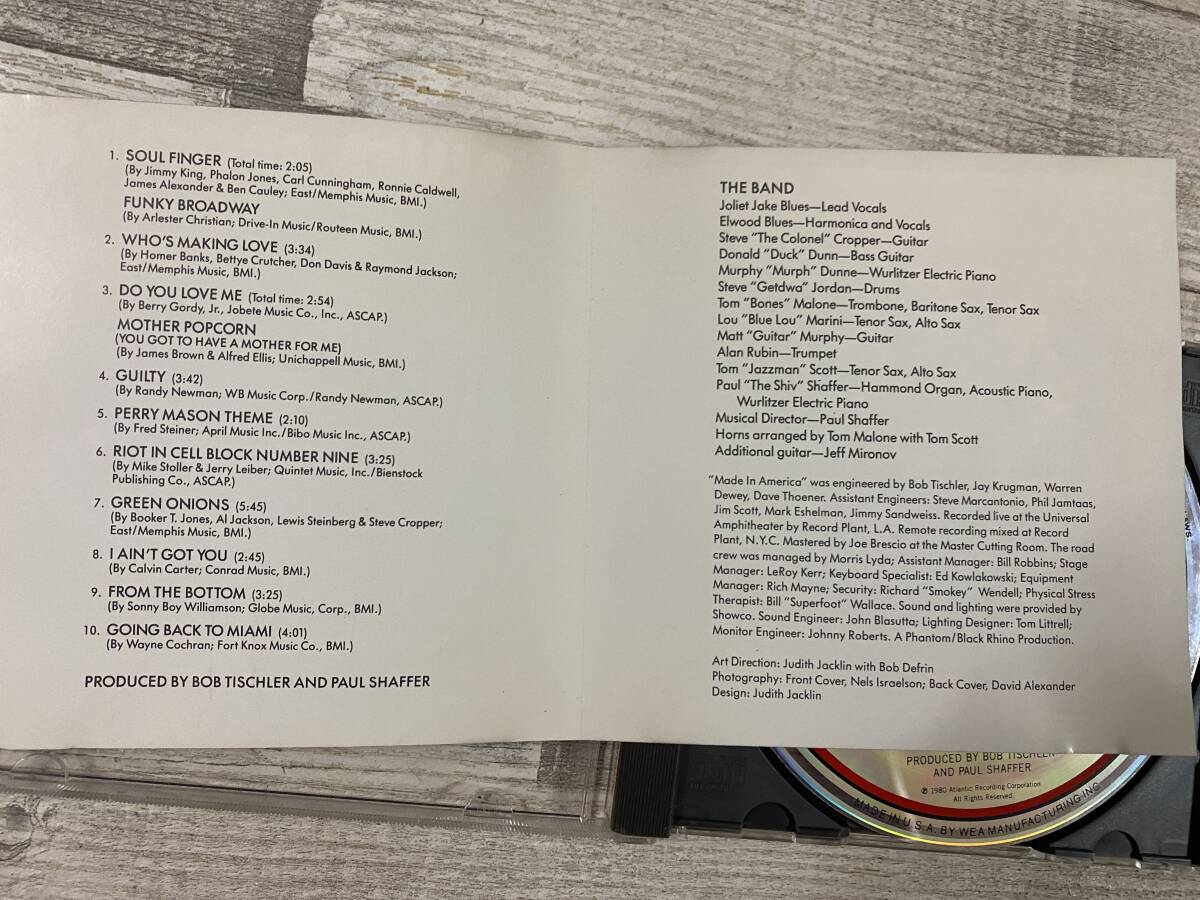 1. SOUL FINGER (Total time: 2:05)
(By Jimmy King, Phalon Jones, Carl Cunningham, Ronnie Caldwell,
James Alexander & Ben Cauley; East/Memphis Music, BMI.)
FUNKY BROADWAY
(By Arlester Christian; Drive-In Music/Routeen Music, BMI.)
2. WHO'S MAKING LOVE (3:34)
(By Homer Banks, Bettye Crutcher, Don Davis & Raymond Jackson;
East/Memphis Music, BMI.)
3. DO YOU LOVE ME (Total time: 2:54)
(By Berry Gordy, Jr., Jobete Music Co., Inc., ASCAP.)
MOTHER POPCORN
(YOU GOT TO HAVE A MOTHER FOR ME)
(By James Brown & Alfred Ellis; Unichappell Music, BMI.)
4. GUILTY (3:42)
(By Randy Newman; WB Music Corp./Randy Newman, ASCAP.)
5. PERRY MASON THEME (2:10)
(By Fred Steiner; April Music Inc./Bibo Music Inc., ASCAP.)
6. RIOT IN CELL BLOCK NUMBER NINE (3:25)
(By Mike Stoller & Jerry Leiber; Quintet Music, Inc./Bienstock
Publishing Co., ASCAP.)
7. GREEN ONIONS (5:45)
(By Booker T. Jones, Al Jackson, Lewis Steinberg & Steve Cropper;
East/Memphis Music, BMI.)
8. I AIN'T GOT YOU (2:45)
(By Calvin Carter; Conrad Music, BMI.)
9. FROM THE BOTTOM (3:25)
(By Sonny Boy Williamson; Globe Music, Corp., BMI.)
10. GOING BACK TO MIAMI (4:01)
(By Wayne Cochran; Fort Knox Music Co., BMI.)
PRODUCED BY BOB TISCHLER AND PAUL SHAFFER
THE BAND
Joliet Jake Blues—Lead Vocals
Elwood Blues—Harmonica and Vocals
Steve "The Colonel" Cropper—Guitar
Donald "Duck" Dunn—Bass Guitar
Murphy "Murph" Dunne—Wurlitzer Electric Piano
Steve "Getdwa" Jordan—Drums
Tom "Bones" Malone—Trombone, Baritone Sax, Tenor Sax
Lou "Blue Lou" Marini—Tenor Sax, Alto Sax
Matt "Guitar" Murphy—Guitar
Alan Rubin—Trumpet
Tom "Jazzman" Scott—Tenor Sax, Alto Sax
Paul "The Shiv" Shaffer—Hammond Organ, Acoustic Piano,
Wurlitzer Electric Piano
Musical Director—Paul Shaffer
Horns arranged by Tom Malone with Tom Scott
Additional guitar—Jeff Mironov
"Made In America" was engineered by Bob Tischler, Jay Krugman, Warren
Dewey, Dave Thoener. Assistant Engineers: Steve Marcantonio, Phil Jamtaas,
Jim Scott, Mark Eshelman, Jimmy Sandweiss. Recorded live at the Universal
Amphitheater by Record Plant, L.A. Remote recording mixed at Record
Plant, N.Y.C. Mastered by Joe Brescio at the Master Cutting Room. The road
crew was managed by Morris Lyda; Assistant Manager: Bill Robbins; Stage
Manager: LeRoy Kerr; Keyboard Specialist: Ed Kowlakowski; Equipment
Manager: Rich Mayne; Security: Richard "Smokey" Wendell; Physical Stress
Therapist: Bill "Superfoot" Wallace. Sound and lighting were provided by
Showco. Sound Engineer: John Blasutta; Lighting Designer: Tom Littrell;
Monitor Engineer: Johnny Roberts. A Phantom/Black Rhino Production.
Art Direction: Judith Jacklin with Bob Defrin
Photography: Front Cover, Nels Israelson; Back Cover, David Alexander
Design: Judith Jacklin
PRODUCED BY BOB TISCHLER
AND PAUL SHAFFER
℗ 1980 Atlantic Recording Corporation
All Rights Reserved.
MADE IN U.S.A. BY WEA MANUFACTURING INC